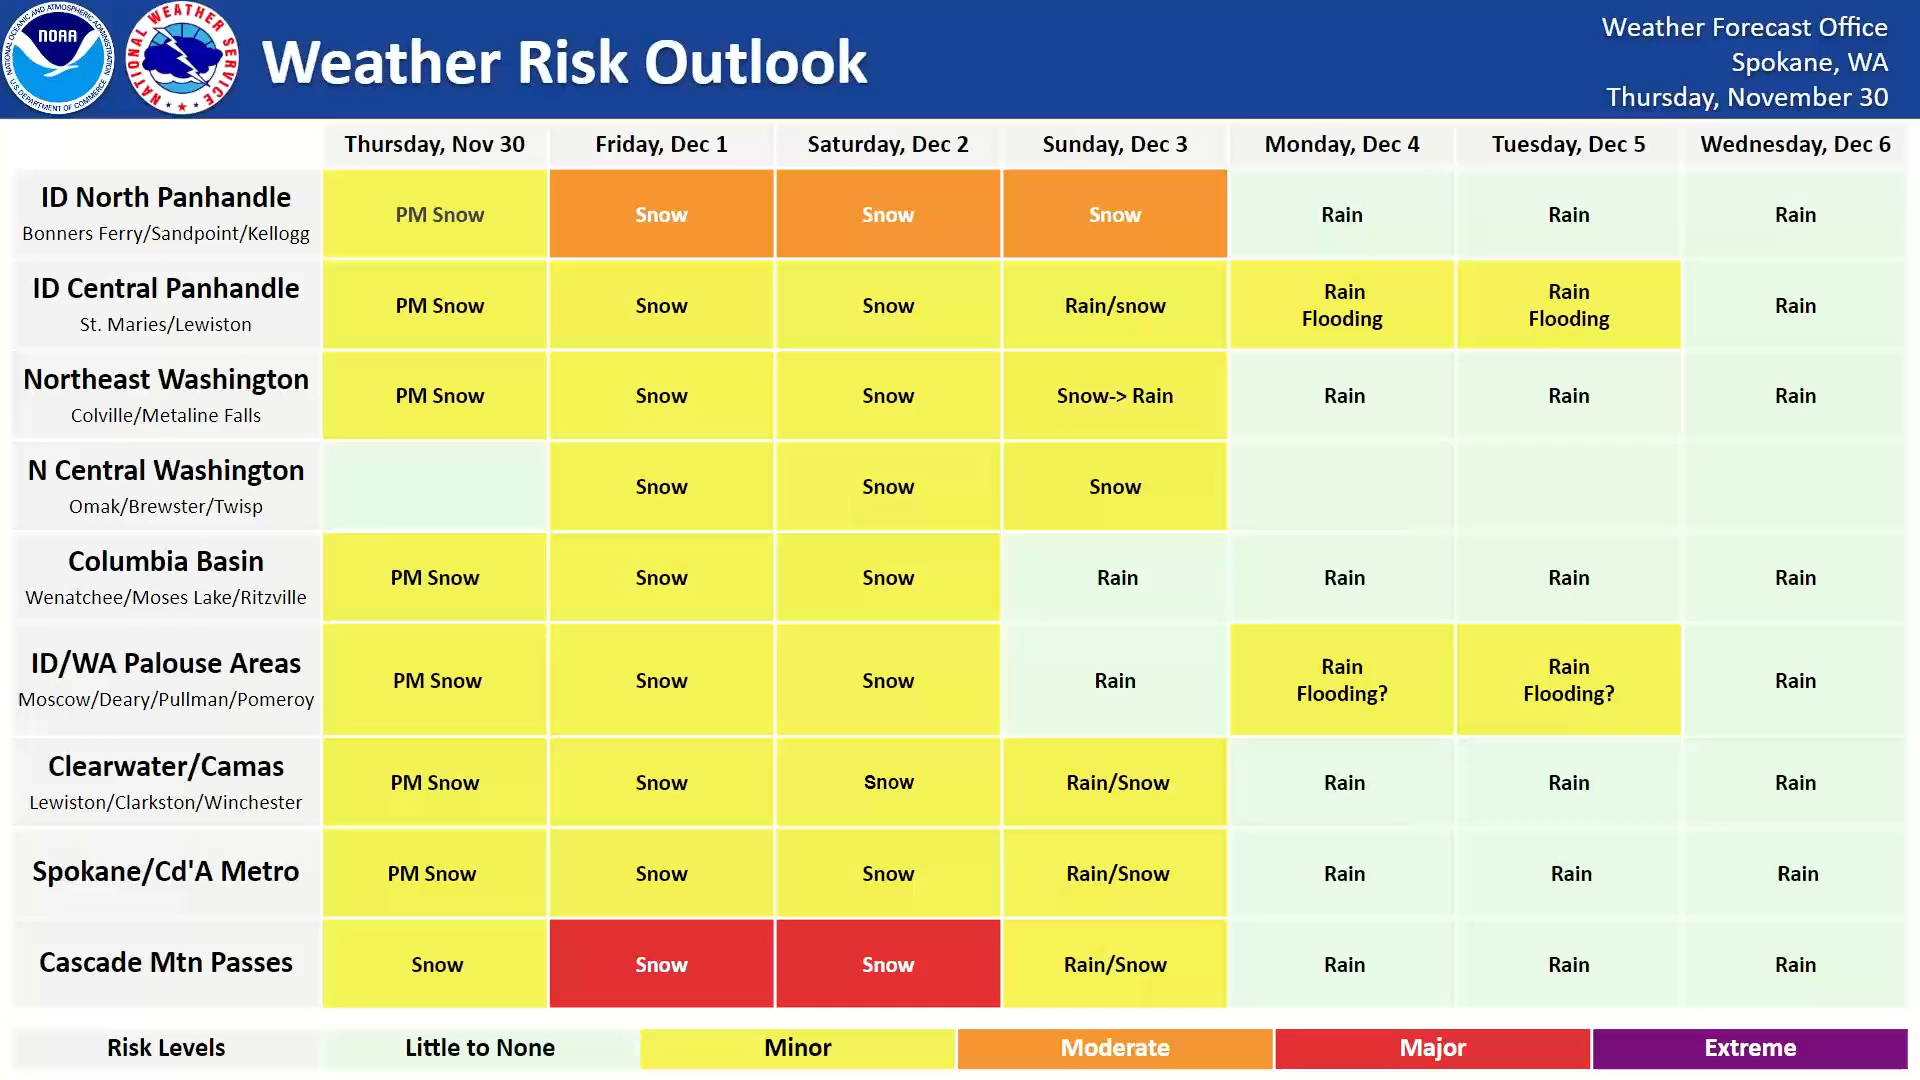 NATIONAL OCEANIC AND ATMOSPHERIC ADMINISTRATION
NOAA
U.S. DEPARTMENT OF COMMERCE
NATIONAL WEATHER SERVICE
Weather Risk Outlook
Weather Forecast Office
Spokane, WA
Thursday, November 30
Thursday, Nov 30 Friday, Dec 1 Saturday, Dec 2 Sunday, Dec 3 Monday, Dec 4 Tuesday, Dec 5 Wednesday, Dec 6
ID North Panhandle
Bonners Ferry/Sandpoint/Kellogg
PM Snow Snow Snow Snow Rain Rain Rain
ID Central Panhandle
St. Maries/Lewiston
PM Snow Snow Snow Rain/snow Rain Flooding Rain Flooding Rain
Northeast Washington
Colville/Metaline Falls
PM Snow Snow Snow Snow-> Rain Rain Rain Rain
N Central Washington
Omak/Brewster/Twisp
Snow Snow Snow
Columbia Basin
Wenatchee/Moses Lake/Ritzville
PM Snow Snow Snow Rain Rain Rain Rain
ID/WA Palouse Areas
Moscow/Deary/Pullman/Pomeroy
PM Snow Snow Snow Rain Rain Flooding? Rain Flooding? Rain
Clearwater/Camas
Lewiston/Clarkston/Winchester
PM Snow Snow Snow Rain/Snow Rain Rain Rain
Spokane/Cd'A Metro
PM Snow Snow Snow Rain/Snow Rain Rain Rain
Cascade Mtn Passes
Snow Snow Snow Rain/Snow Rain Rain Rain
Risk Levels Little to None Minor Moderate Major Extreme